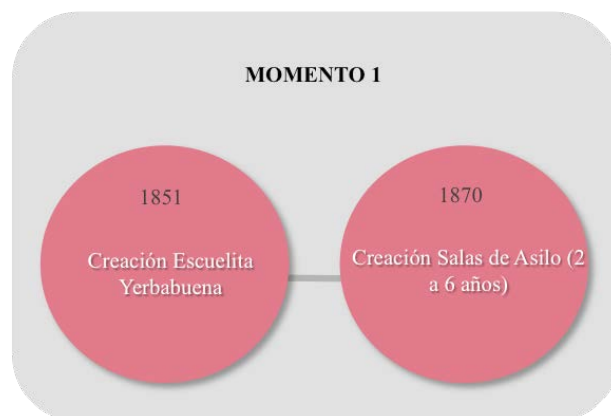 MOMENTO 1
1851
Creación Escuelita
Yerbabuena
1870
Creación Salas de Asilo (2
a 6 años)